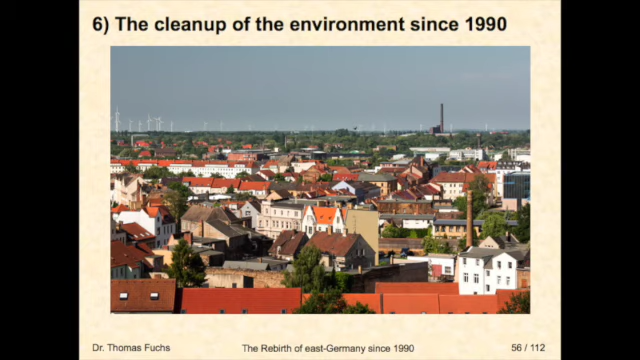 6) The cleanup of the environment since 1990
Dr. Thomas Fuchs
The Rebirth of east-Germany since 1990
56 / 112